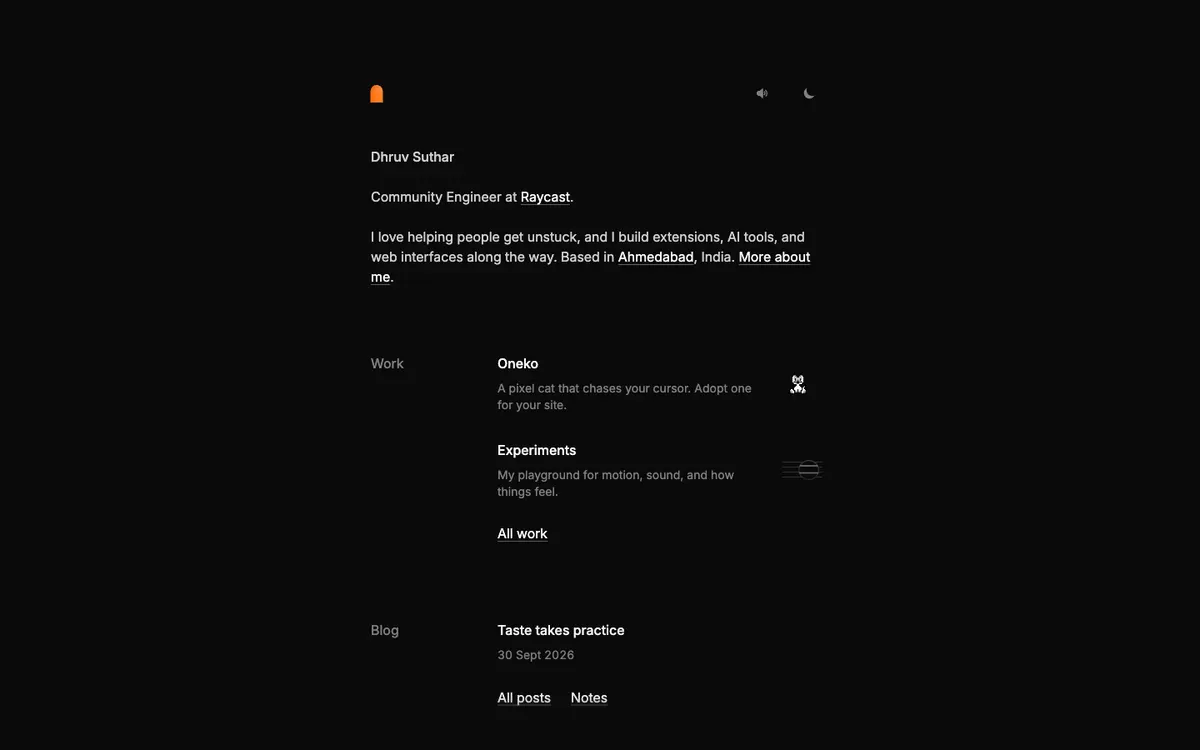 Dhruv Suthar
Community Engineer at Raycast.
I love helping people get unstuck, and I build extensions, AI tools, and
web interfaces along the way. Based in Ahmedabad, India. More about
me.
Work
Oneko
A pixel cat that chases your cursor. Adopt one
for your site.
Experiments
My playground for motion, sound, and how
things feel.
All work
Blog
Taste takes practice
30 Sept 2026
All posts Notes